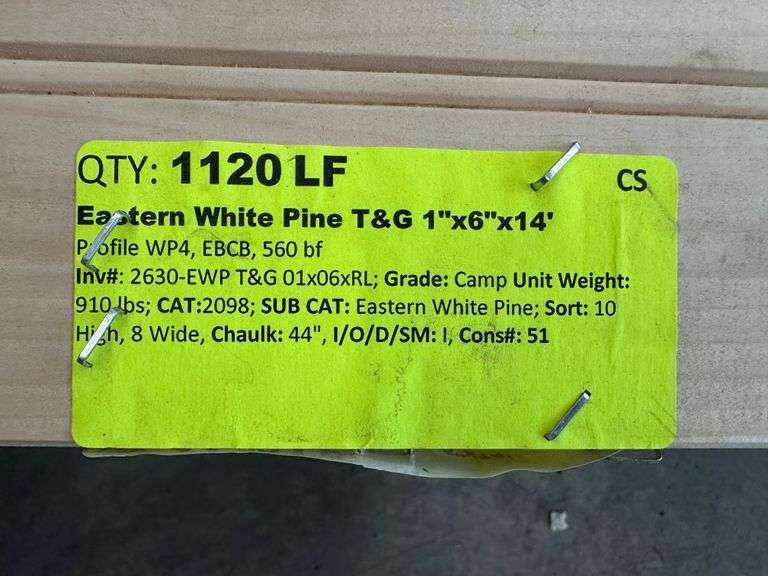 QTY: 1120 LF
CS
Eastern White Pine T&G 1"x6"x14'
Profile WP4, EBCB, 560 bf
Inv#: 2630-EWP T&G 01x06xRL; Grade: Camp Unit Weight:
910 lbs; CAT:2098; SUB CAT: Eastern White Pine; Sort: 10
High, 8 Wide, Chaulk: 44", I/O/D/SM: I, Cons#: 51